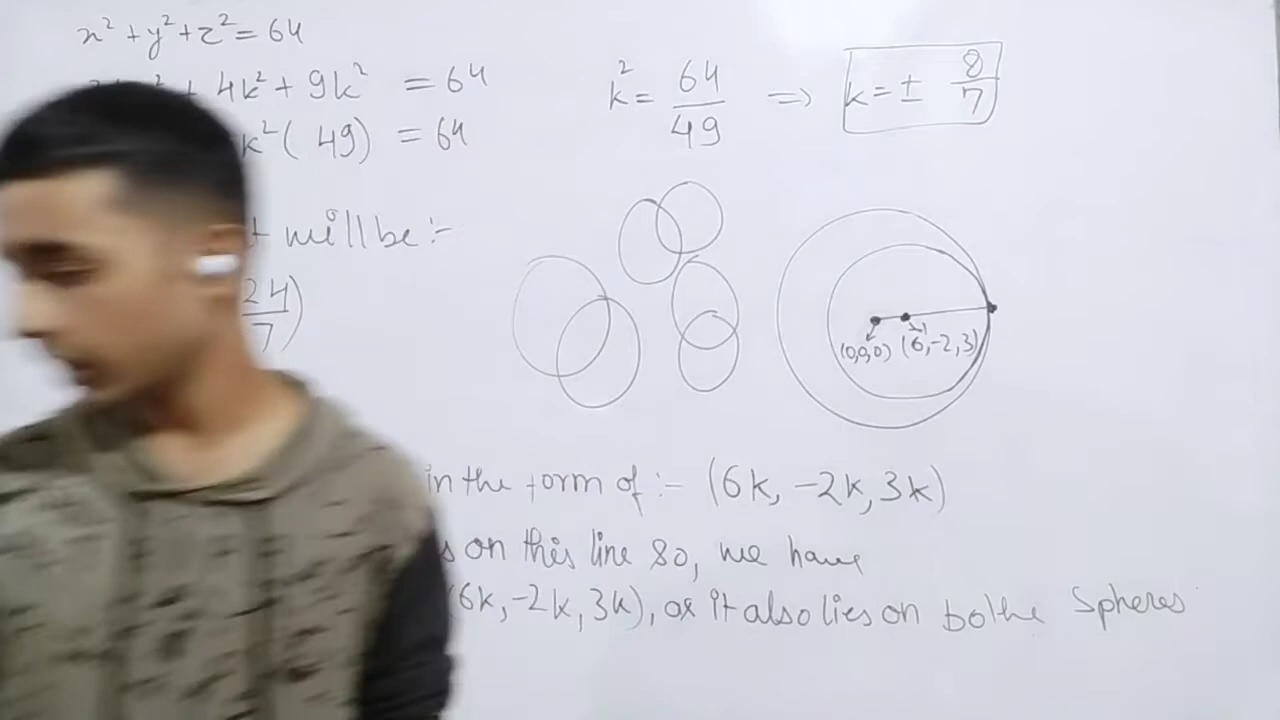 x² + y² + z² = 64
4k² + 9k² = 64
k² ( 49) = 64
k² = 64/49 => k = ± 8/7
will be :-
24/7)
(0,0,0) (6, -2, 3)
in the form of :- (6k, -2k, 3k)
on this line so, we have
(6k, -2k, 3k), as it also lies on bothe Spheres